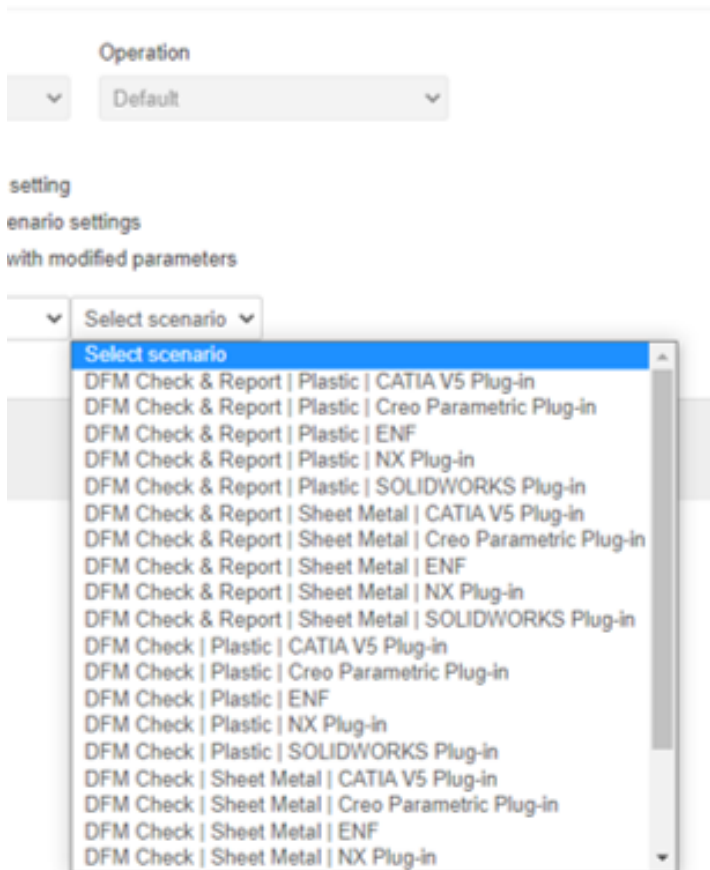 Operation
Default
setting
enario settings
with modified parameters
Select scenario
Select scenario
DFM Check & Report | Plastic | CATIA V5 Plug-in
DFM Check & Report | Plastic | Creo Parametric Plug-in
DFM Check & Report | Plastic | ENF
DFM Check & Report | Plastic | NX Plug-in
DFM Check & Report | Plastic | SOLIDWORKS Plug-in
DFM Check & Report | Sheet Metal | CATIA V5 Plug-in
DFM Check & Report | Sheet Metal | Creo Parametric Plug-in
DFM Check & Report | Sheet Metal | ENF
DFM Check & Report | Sheet Metal | NX Plug-in
DFM Check & Report | Sheet Metal | SOLIDWORKS Plug-in
DFM Check | Plastic | CATIA V5 Plug-in
DFM Check | Plastic | Creo Parametric Plug-in
DFM Check | Plastic | ENF
DFM Check | Plastic | NX Plug-in
DFM Check | Plastic | SOLIDWORKS Plug-in
DFM Check | Sheet Metal | CATIA V5 Plug-in
DFM Check | Sheet Metal | Creo Parametric Plug-in
DFM Check | Sheet Metal | ENF
DFM Check | Sheet Metal | NX Plug-in